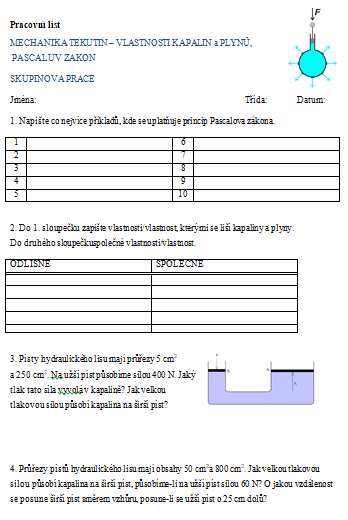 F
Pracovní list
MECHANIKA TEKUTIN – VLASTNOSTI KAPALIN a PLYNŮ,
PASCALUV ZAKON
SKUPINOVA PRACE
Jména: Třída: Datum:
1. Napište co nejvíce příkladů, kde se uplatňuje princip Pascalova zákona.
1 6
2 7
3 8
4 9
5 10
2. Do 1. sloupečku zapište vlastnosti/vlastnost, kterými se liší kapaliny a plyny.
Do druhého sloupečku společné vlastnosti/vlastnost.
ODLISNE SPOLECNE
3. Pisty hydraulického lisu mají průřezy 5 cm²
a 250 cm². Na užší píst působíme silou 400 N. Jaký
tlak tato síla vyvolá v kapalině? Jak velkou
tlakovou silou působí kapalina na širší píst?
4. Průřezy pístů hydraulického lisu mají obsahy 50 cm² a 800 cm². Jak velkou tlakovou
silou působí kapalina na širší píst, působíme-li na užší píst silou 60 N? O jakou vzdálenost
se posune širší píst směrem vzhůru, posune-li se užší píst o 25 cm dolů?